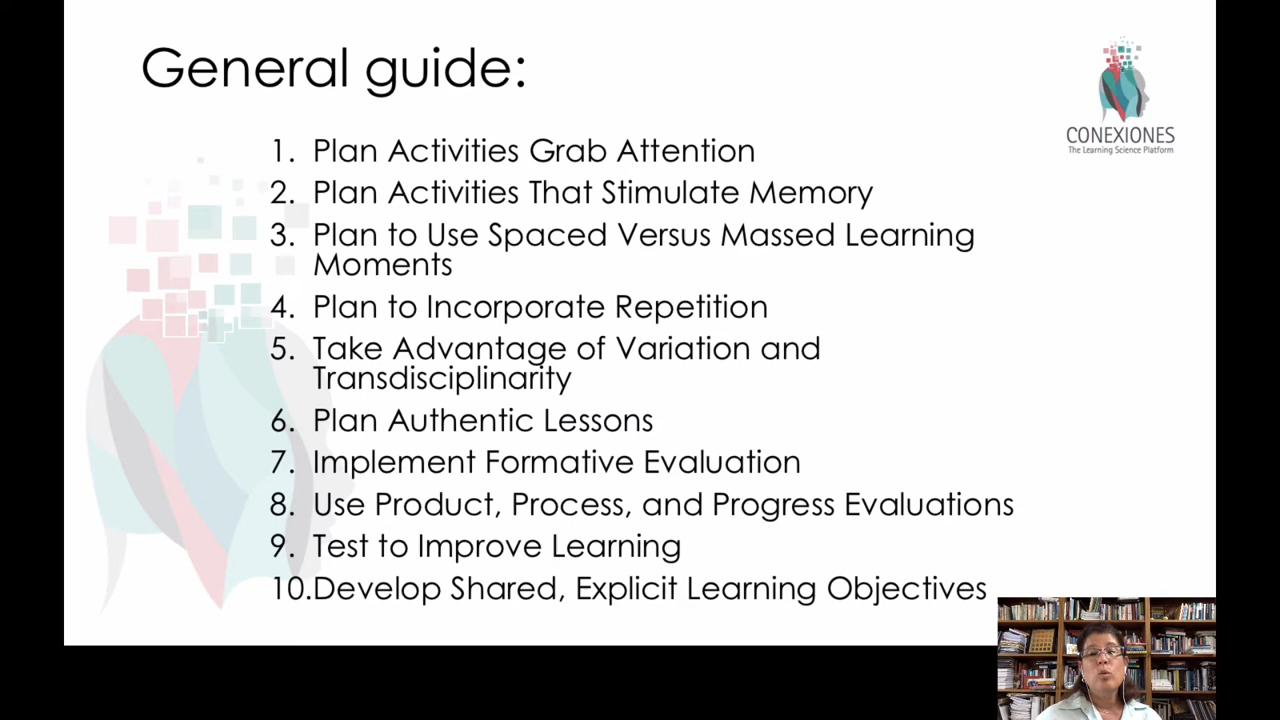 General guide:
CONEXIONES
The Learning Science Platform
1. Plan Activities Grab Attention
2. Plan Activities That Stimulate Memory
3. Plan to Use Spaced Versus Massed Learning
Moments
4. Plan to Incorporate Repetition
5. Take Advantage of Variation and
Transdisciplinarity
6. Plan Authentic Lessons
7. Implement Formative Evaluation
8. Use Product, Process, and Progress Evaluations
9. Test to Improve Learning
10.Develop Shared, Explicit Learning Objectives